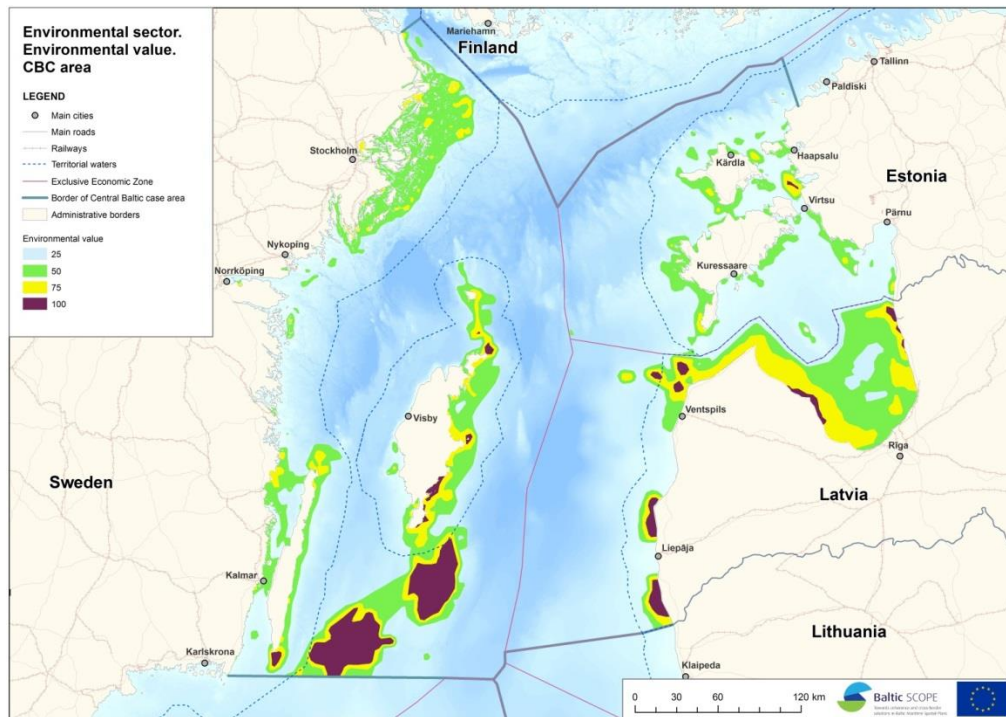 Environmental sector.
Environmental value.
CBC area
LEGEND
Main cities
Main roads
Railways
Territorial waters
Exclusive Economic Zone
Border of Central Baltic case area
Administrative borders
Environmental value
25
50
75
100
Mariehamn
Finland
Tallinn
Paldiski
Stockholm
Kärdla
Haapsalu
Estonia
Virtsu
Pärnu
Nykoping
Norrköping
Kuressaare
Visby
Ventspils
Rīga
Sweden
Latvia
Liepāja
Kalmar
Lithuania
Karlskrona
Klaipeda
0 30 60 120 km
Baltic SCOPE